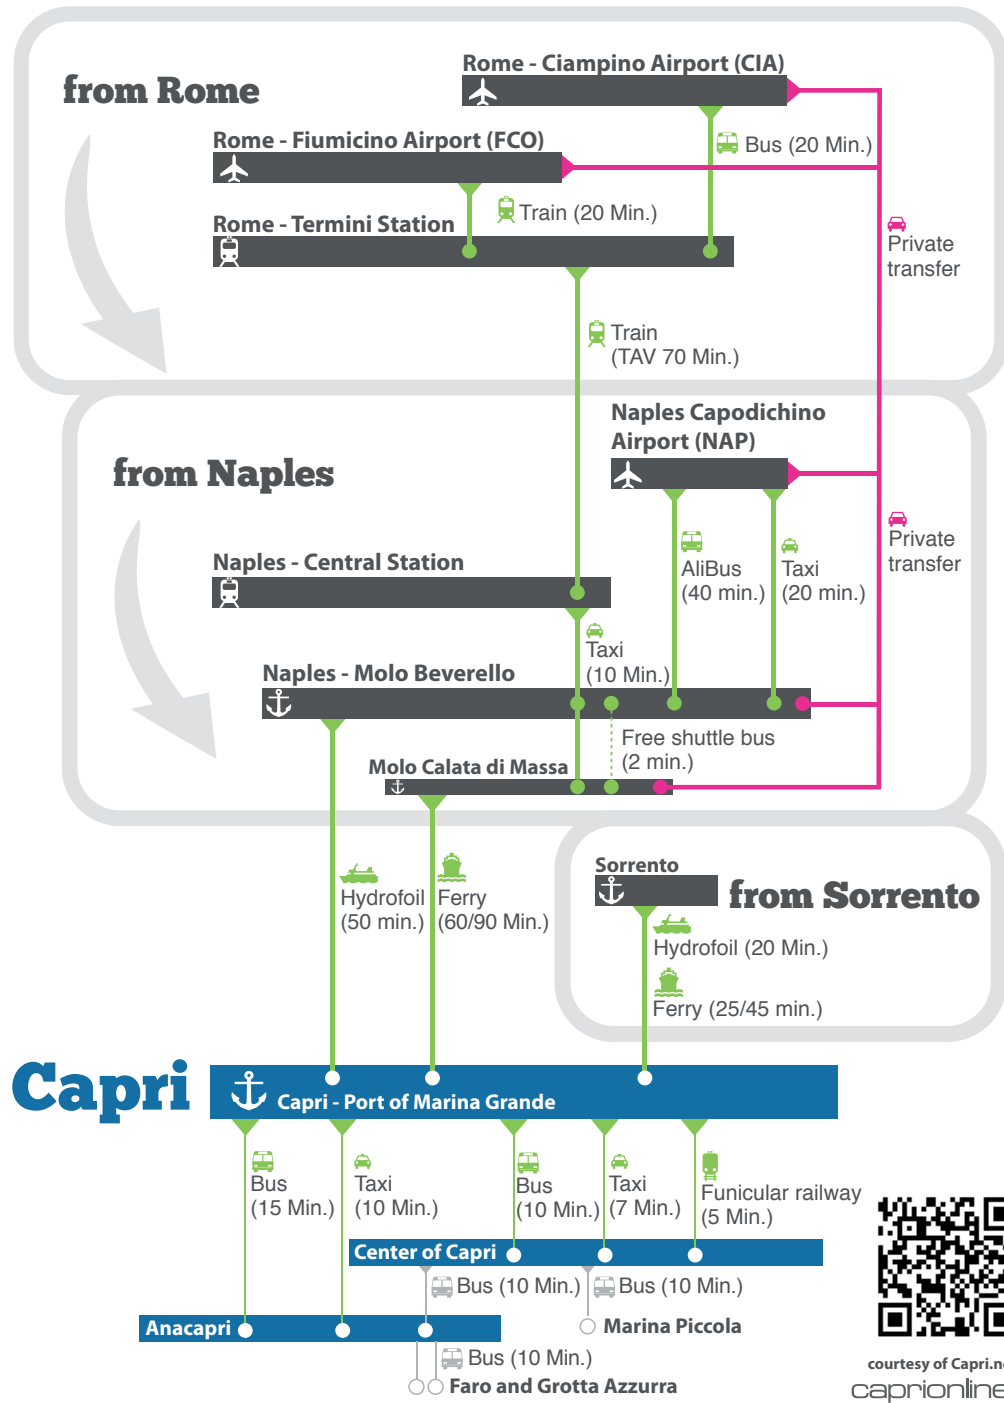 from Rome
Rome - Ciampino Airport (CIA)
Bus (20 Min.)
Rome - Fiumicino Airport (FCO)
Train (20 Min.)
Rome - Termini Station
Private
transfer
Train
(TAV 70 Min.)
from Naples
Naples Capodichino
Airport (NAP)
Private
transfer
AliBus
(40 min.)
Taxi
(20 min.)
Naples - Central Station
Taxi
(10 Min.)
Naples - Molo Beverello
Free shuttle bus
(2 min.)
Molo Calata di Massa
Hydrofoil
(50 min.)
Ferry
(60/90 Min.)
Sorrento
from Sorrento
Hydrofoil (20 Min.)
Ferry (25/45 min.)
Capri
Capri - Port of Marina Grande
Bus
(15 Min.)
Taxi
(10 Min.)
Bus
(10 Min.)
Taxi
(7 Min.)
Funicular railway
(5 Min.)
Center of Capri
Bus (10 Min.)
Bus (10 Min.)
Anacapri
Marina Piccola
Bus (10 Min.)
Faro and Grotta Azzurra
courtesy of Capri.ne
caprionline